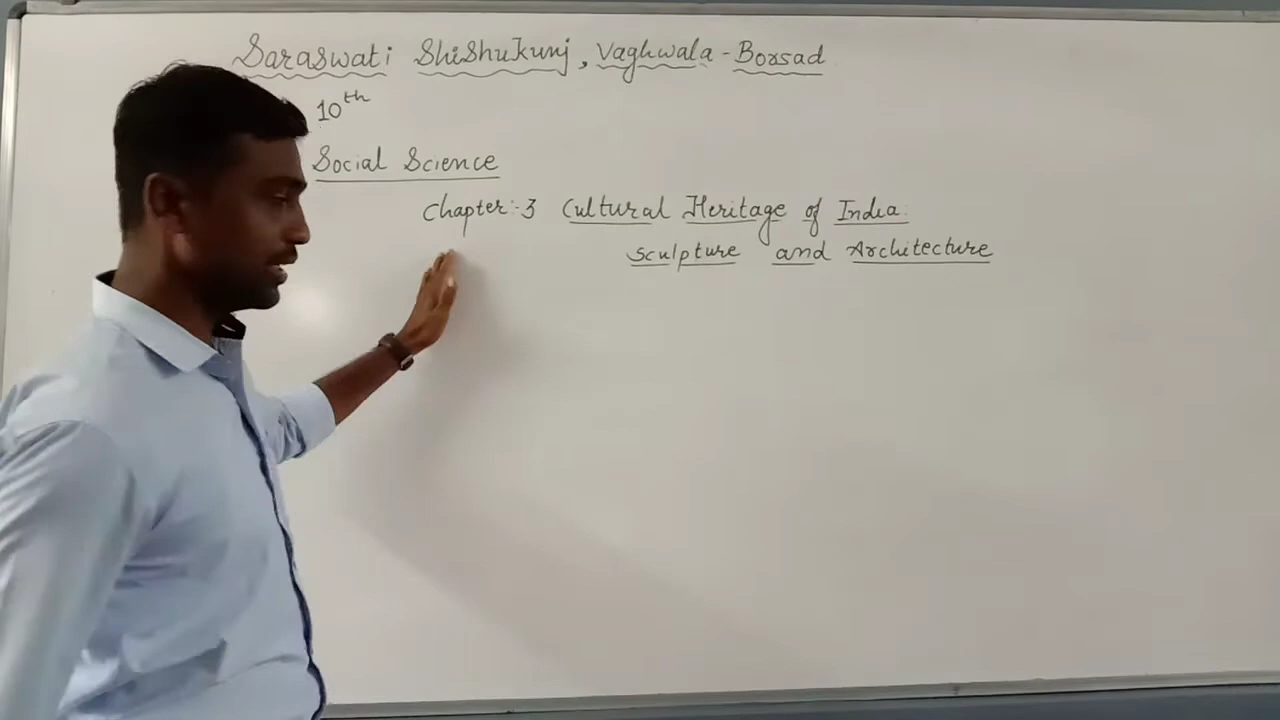 Saraswati Shishukunj, Vaghwala - Borsad
10th
Social Science
Chapter:- 3 Cultural Heritage of India:
Sculpture and Architecture